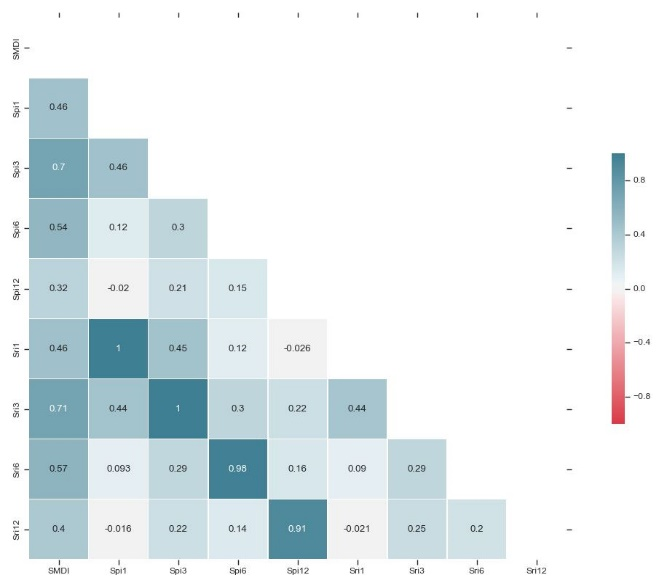 SMDI
Spi1 0.46
Spi3 0.7 0.46
Spi6 0.54 0.12 0.3
Spi12 0.32 -0.02 0.21 0.15
Sri1 0.46 1 0.45 0.12 -0.026
Sri3 0.71 0.44 1 0.3 0.22 0.44
Sri6 0.57 0.093 0.29 0.98 0.16 0.09 0.29
Sri12 0.4 -0.016 0.22 0.14 0.91 -0.021 0.25 0.2
SMDI Spi1 Spi3 Spi6 Spi12 Sri1 Sri3 Sri6 Sri12
0.8
0.4
0.0
−0.4
−0.8